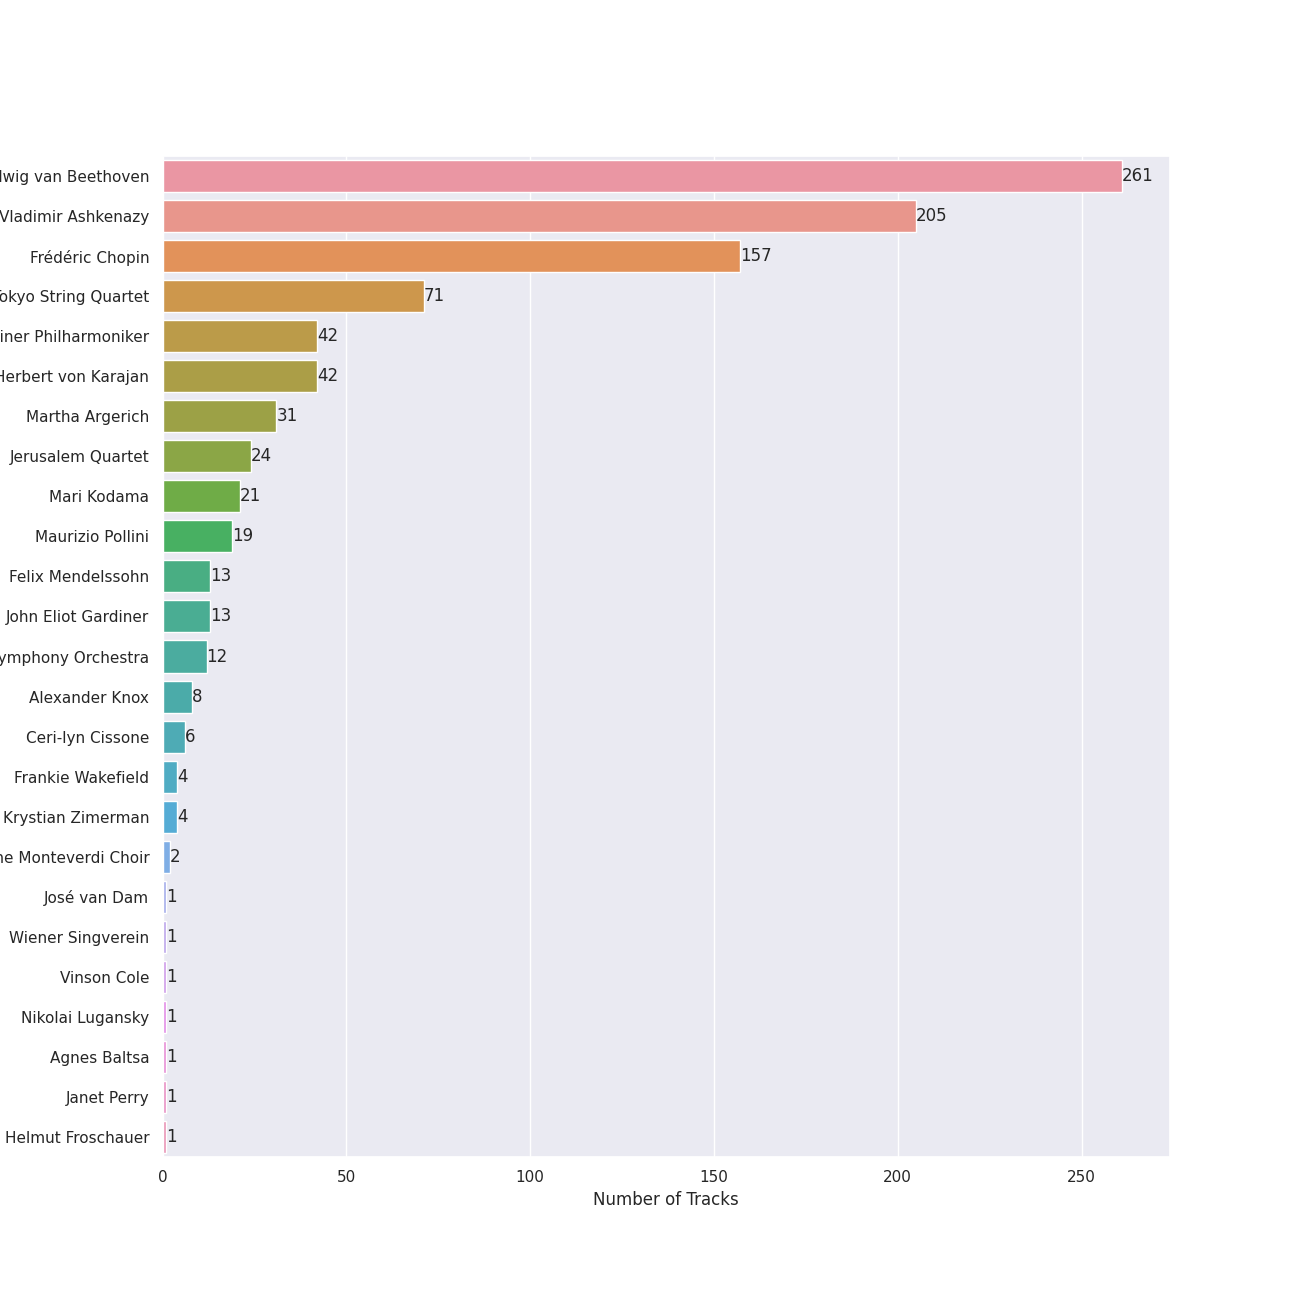 lwig van Beethoven 261
Vladimir Ashkenazy 205
Frédéric Chopin 157
Tokyo String Quartet 71
iner Philharmoniker 42
Herbert von Karajan 42
Martha Argerich 31
Jerusalem Quartet 24
Mari Kodama 21
Maurizio Pollini 19
Felix Mendelssohn 13
John Eliot Gardiner 13
ymphony Orchestra 12
Alexander Knox 8
Ceri-lyn Cissone 6
Frankie Wakefield 4
Krystian Zimerman 4
he Monteverdi Choir 2
José van Dam 1
Wiener Singverein 1
Vinson Cole 1
Nikolai Lugansky 1
Agnes Baltsa 1
Janet Perry 1
Helmut Froschauer 1
0 50 100 150 200 250
Number of Tracks